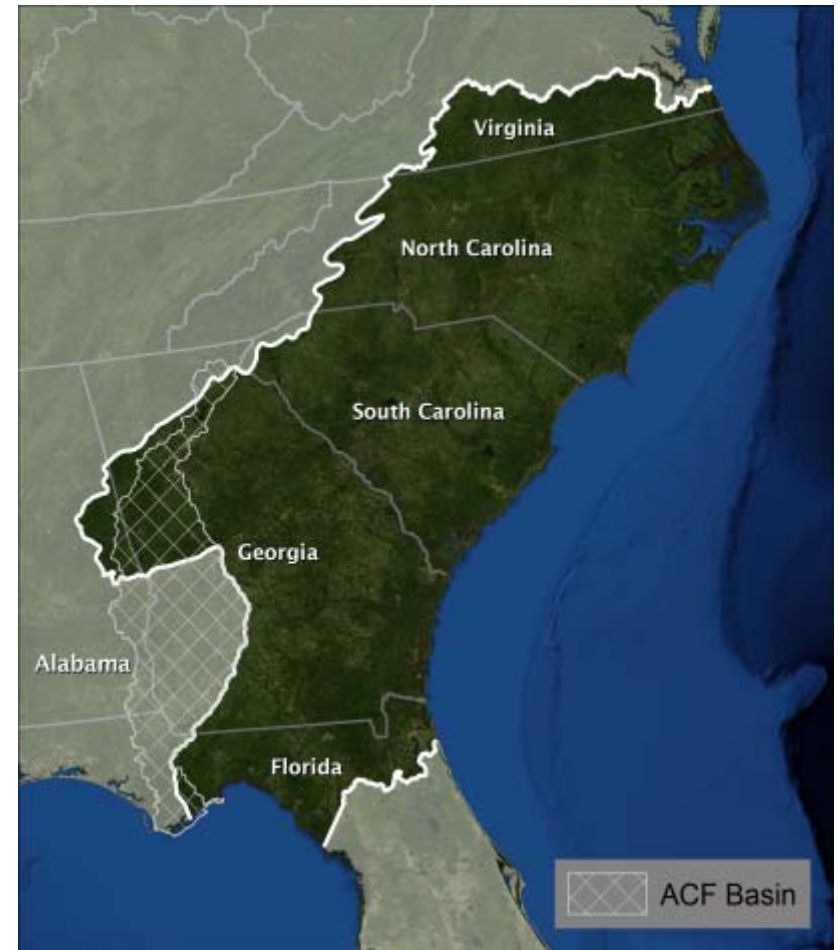 Virginia
North Carolina
South Carolina
Georgia
Alabama
Florida
ACF Basin